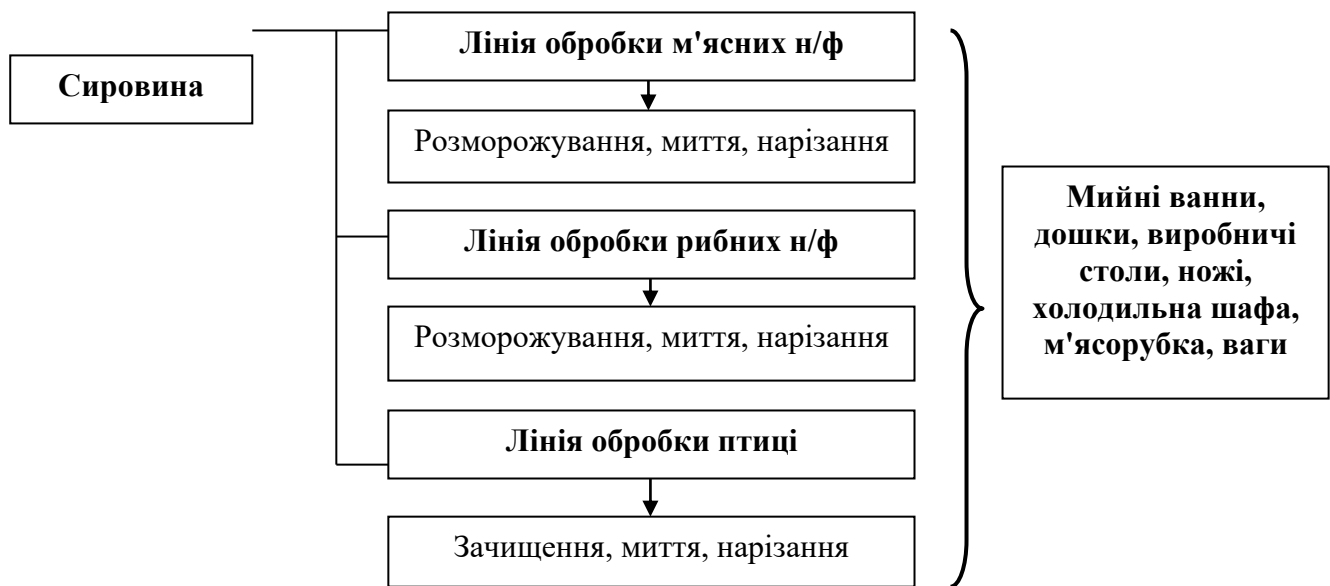 Сировина
Лінія обробки м'ясних н/ф
Розморожування, миття, нарізання
Лінія обробки рибних н/ф
Розморожування, миття, нарізання
Лінія обробки птиці
Зачищення, миття, нарізання
Мийні ванни,
дошки, виробничі
столи, ножі,
холодильна шафа,
м'ясорубка, ваги